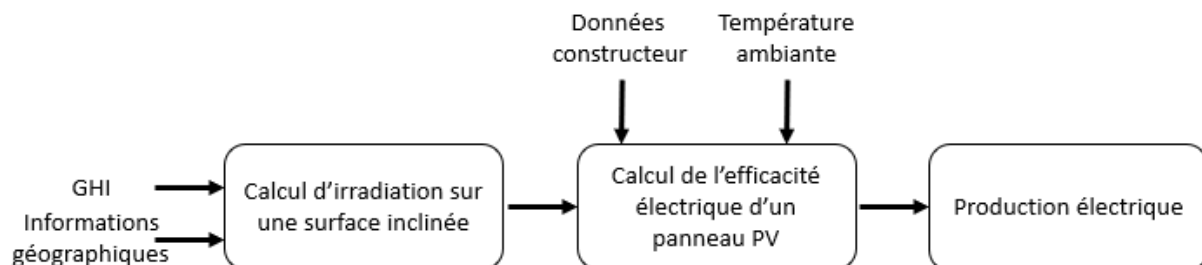 Données
constructeur
Température
ambiante
GHI
Informations
géographiques
Calcul d'irradiation sur
une surface inclinée
Calcul de l'efficacité
électrique d'un
panneau PV
Production électrique